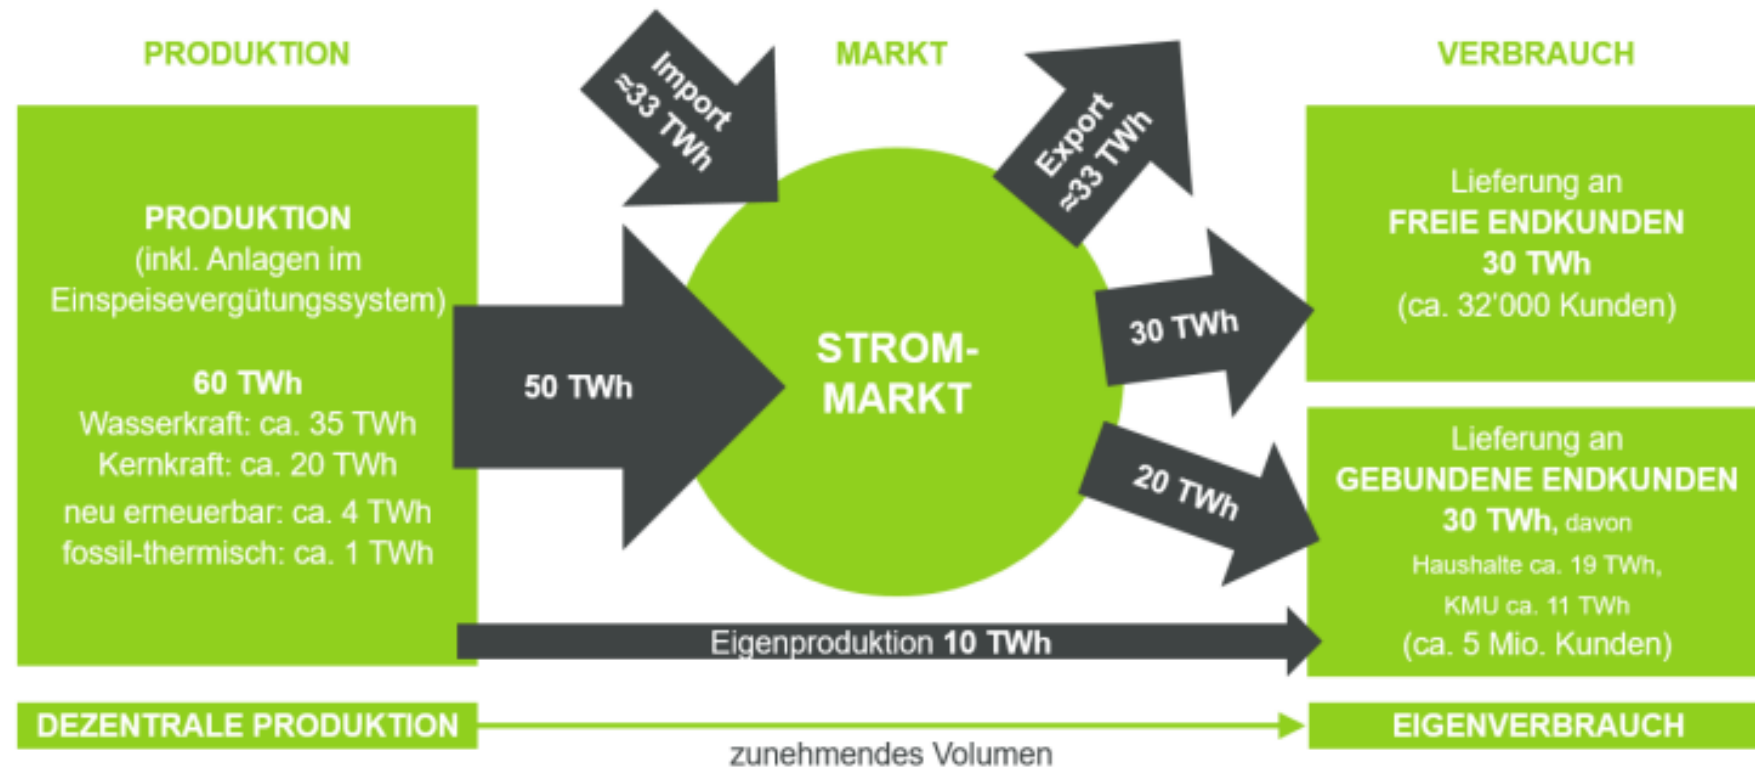 PRODUKTION
MARKT
VERBRAUCH
Import
≈33 TWh
Export
≈33 TWh
PRODUKTION
(inkl. Anlagen im
Einspeisevergütungssystem)
60 TWh
Wasserkraft: ca. 35 TWh
Kernkraft: ca. 20 TWh
neu erneuerbar: ca. 4 TWh
fossil-thermisch: ca. 1 TWh
50 TWh
STROM-
MARKT
30 TWh
20 TWh
Lieferung an
FREIE ENDKUNDEN
30 TWh
(ca. 32’000 Kunden)
Lieferung an
GEBUNDENE ENDKUNDEN
30 TWh, davon
Haushalte ca. 19 TWh,
KMU ca. 11 TWh
(ca. 5 Mio. Kunden)
Eigenproduktion 10 TWh
DEZENTRALE PRODUKTION
zunehmendes Volumen
EIGENVERBRAUCH